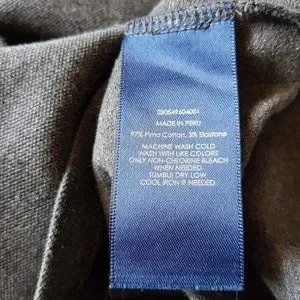 280549604001
MADE IN PERU
97% Pima Cotton, 3% Elastane
MACHINE WASH COLD
WASH WITH LIKE COLORS
ONLY NON-CHLORINE BLEACH
WHEN NEEDED
TUMBLE DRY LOW
COOL IRON IF NEEDED